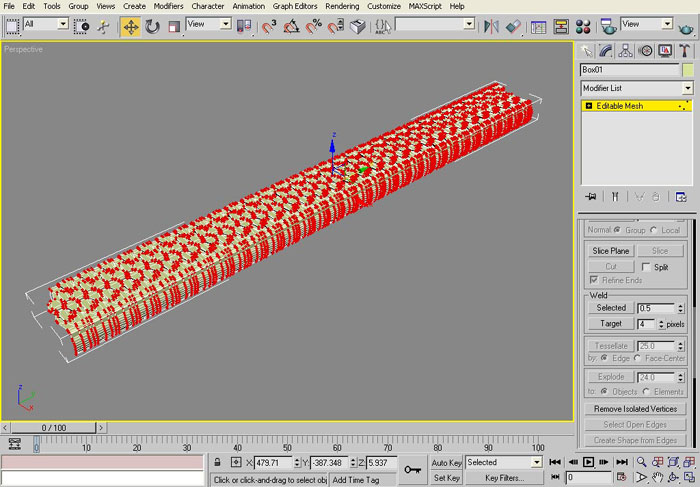 File Edit Tools Group Views Create Modifiers Character Animation Graph Editors Rendering Customize MAXScript Help
All View 3 % ABC View
Perspective
Box01
Modifier List
Editable Mesh
z
Normal Group Local
Slice Plane Slice
Cut Split
Refine Ends
Weld
Selected 0.5
Target 4 pixels
Tessellate 25.0
by: Edge Face-Center
Explode 24.0
to: Objects Elements
Remove Isolated Vertices
Select Open Edges
Create Shape from Edges
z
x
0 / 100
0 10 20 30 40 50 60 70 80 90 100
X: 479.71 Y: -387.348 Z: 5.937 Auto Key Selected
Click or click-and-drag to select obj Add Time Tag Set Key Key Filters... 0